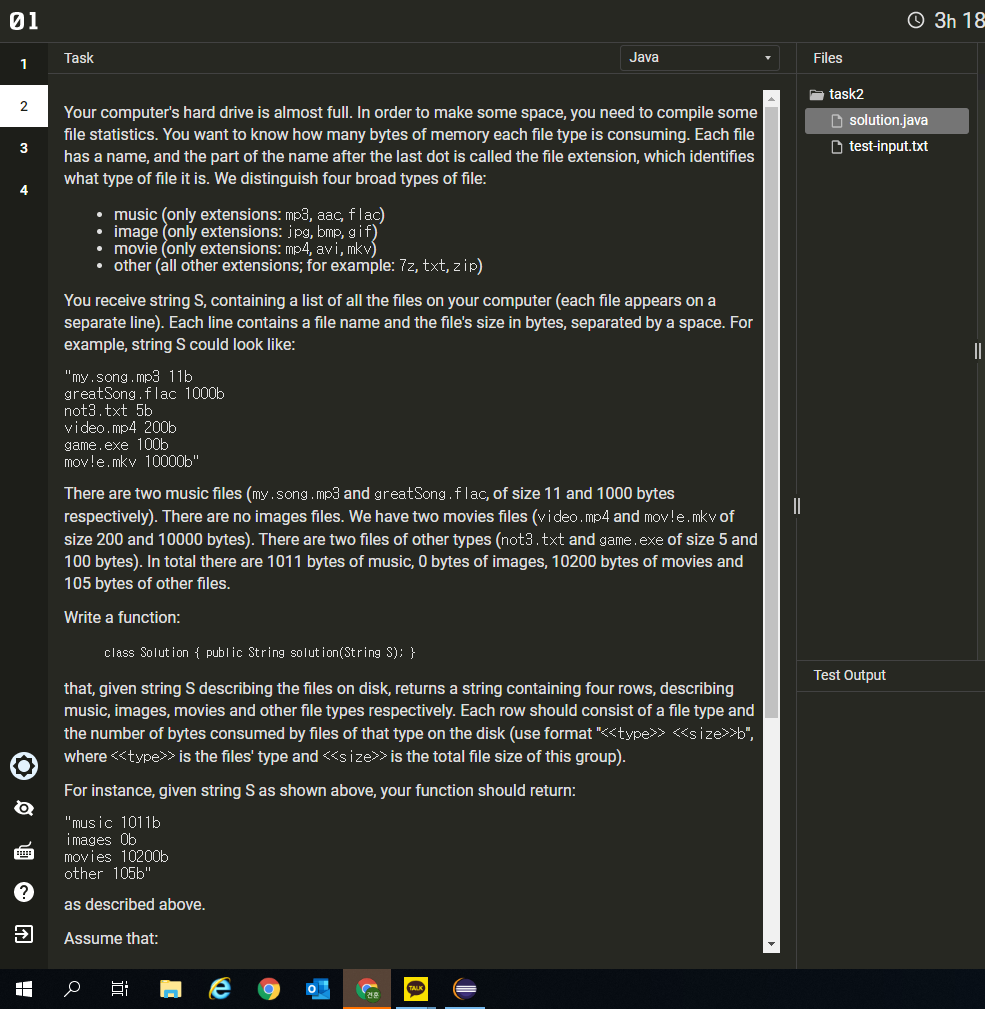 01
3h 18
1
2
3
4
Task
Java
Files
task2
solution.java
test-input.txt
Your computer's hard drive is almost full. In order to make some space, you need to compile some
file statistics. You want to know how many bytes of memory each file type is consuming. Each file
has a name, and the part of the name after the last dot is called the file extension, which identifies
what type of file it is. We distinguish four broad types of file:
• music (only extensions: mp3, aac, flac)
• image (only extensions: jpg, bmp, gif)
• movie (only extensions: mp4, avi, mkv)
• other (all other extensions; for example: 7z, txt, zip)
You receive string S, containing a list of all the files on your computer (each file appears on a
separate line). Each line contains a file name and the file's size in bytes, separated by a space. For
example, string S could look like:
"my.song.mp3 11b
greatSong.flac 1000b
not3.txt 5b
video.mp4 200b
game.exe 100b
mov!e.mkv 10000b"
There are two music files (my.song.mp3 and greatSong.flac, of size 11 and 1000 bytes
respectively). There are no images files. We have two movies files (video.mp4 and mov!e.mkv of
size 200 and 10000 bytes). There are two files of other types (not3.txt and game.exe of size 5 and
100 bytes). In total there are 1011 bytes of music, 0 bytes of images, 10200 bytes of movies and
105 bytes of other files.
Write a function:
class Solution { public String solution(String S); }
that, given string S describing the files on disk, returns a string containing four rows, describing
music, images, movies and other file types respectively. Each row should consist of a file type and
the number of bytes consumed by files of that type on the disk (use format "<<type>> <<size>>b",
where <<type>> is the files' type and <<size>> is the total file size of this group).
For instance, given string S as shown above, your function should return:
"music 1011b
images 0b
movies 10200b
other 105b"
as described above.
Assume that:
Test Output
TALK